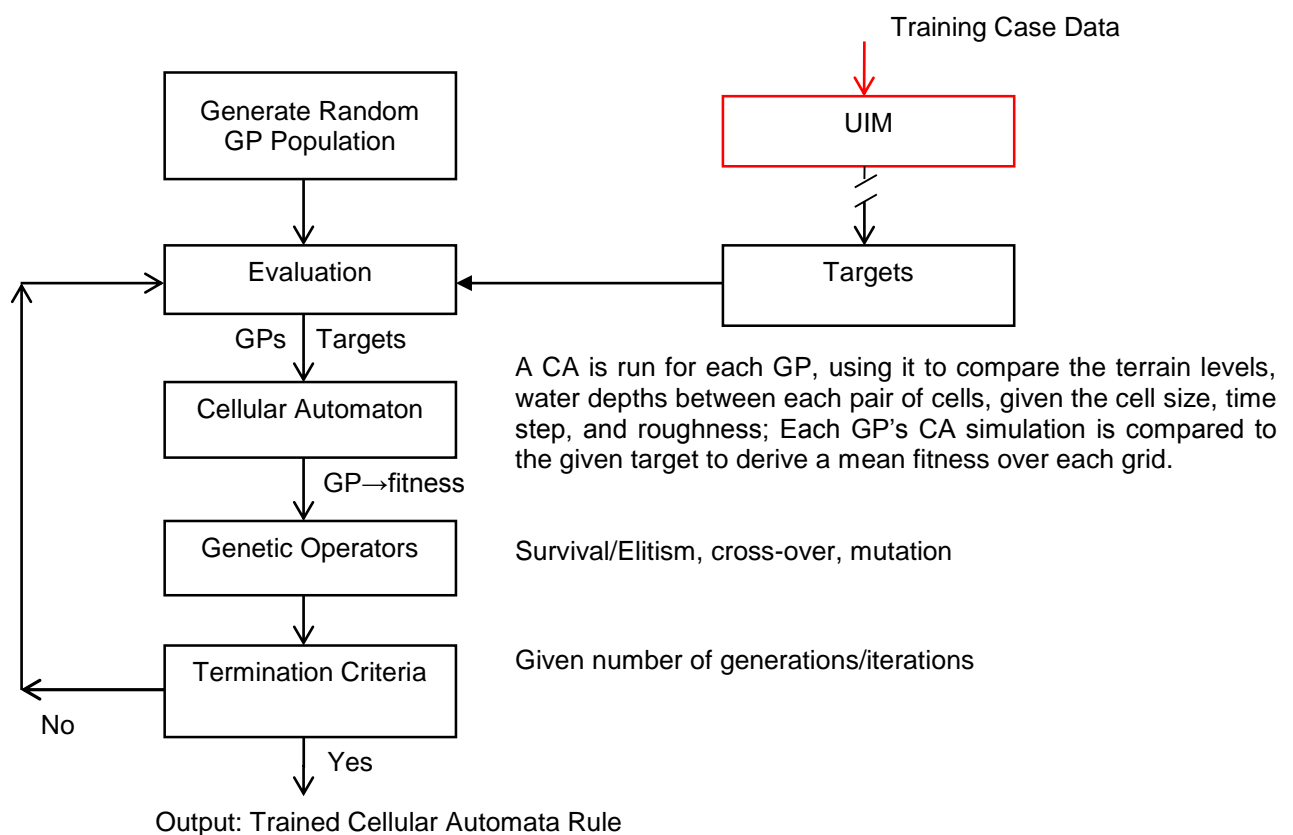 Training Case Data
Generate Random
GP Population
UIM
Evaluation
Targets
GPs Targets
A CA is run for each GP, using it to compare the terrain levels,
water depths between each pair of cells, given the cell size, time
step, and roughness; Each GP's CA simulation is compared to
the given target to derive a mean fitness over each grid.
Cellular Automaton
GP→fitness
Genetic Operators
Survival/Elitism, cross-over, mutation
Termination Criteria
Given number of generations/iterations
No
Yes
Output: Trained Cellular Automata Rule